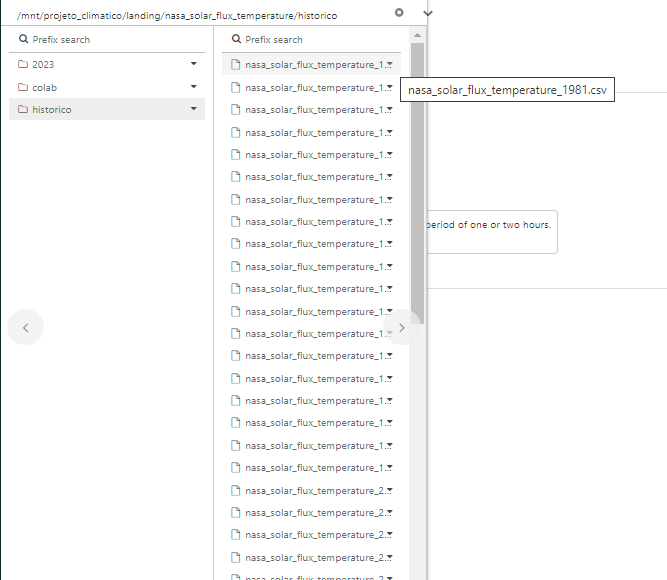 /mnt/projeto_climatico/landing/nasa_solar_flux_temperature/historico
Prefix search
2023
colab
historico
Prefix search
nasa_solar_flux_temperature_1...
nasa_solar_flux_temperature_1981.csv
nasa_solar_flux_temperature_1...
nasa_solar_flux_temperature_1...
nasa_solar_flux_temperature_1...
nasa_solar_flux_temperature_1...
nasa_solar_flux_temperature_1...
nasa_solar_flux_temperature_1...
nasa_solar_flux_temperature_1...
period of one or two hours.
nasa_solar_flux_temperature_1...
nasa_solar_flux_temperature_1...
nasa_solar_flux_temperature_1...
nasa_solar_flux_temperature_1...
nasa_solar_flux_temperature_1...
nasa_solar_flux_temperature_1...
nasa_solar_flux_temperature_1...
nasa_solar_flux_temperature_1...
nasa_solar_flux_temperature_1...
nasa_solar_flux_temperature_1...
nasa_solar_flux_temperature_1...
nasa_solar_flux_temperature_2...
nasa_solar_flux_temperature_2...
nasa_solar_flux_temperature_2...
nasa_solar_flux_temperature_2...
nasa_solar_flux_temperature_2...